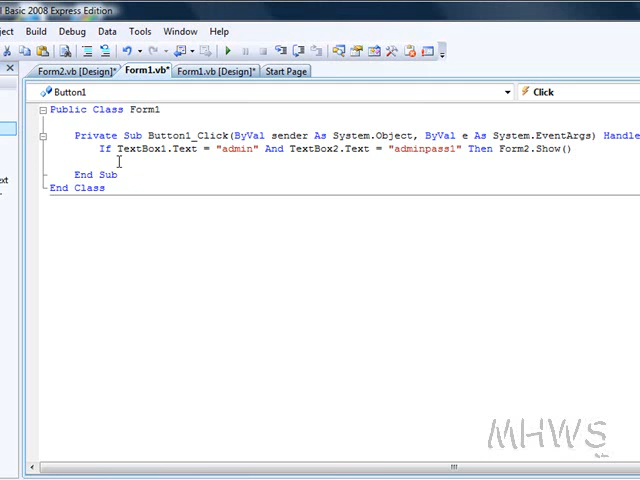 l Basic 2008 Express Edition
ject Build Debug Data Tools Window Help
Form2.vb [Design]* Form1.vb* Form1.vb [Design]* Start Page
Button1 Click
Public Class Form1
Private Sub Button1_Click(ByVal sender As System.Object, ByVal e As System.EventArgs) Handle
If TextBox1.Text = "admin" And TextBox2.Text = "adminpass1" Then Form2.Show()
xt
End Sub
End Class
MHWS